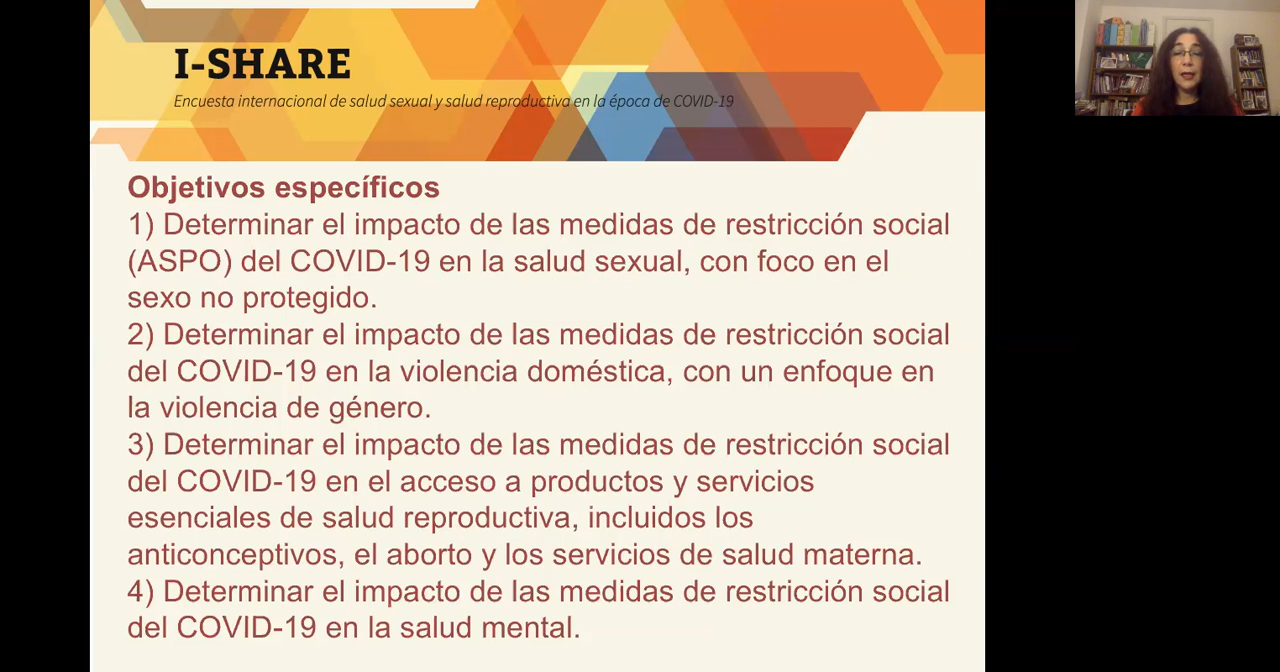 I-SHARE
Encuesta internacional de salud sexual y salud reproductiva en la época de COVID-19
Objetivos específicos
1) Determinar el impacto de las medidas de restricción social
(ASPO) del COVID-19 en la salud sexual, con foco en el
sexo no protegido.
2) Determinar el impacto de las medidas de restricción social
del COVID-19 en la violencia doméstica, con un enfoque en
la violencia de género.
3) Determinar el impacto de las medidas de restricción social
del COVID-19 en el acceso a productos y servicios
esenciales de salud reproductiva, incluidos los
anticonceptivos, el aborto y los servicios de salud materna.
4) Determinar el impacto de las medidas de restricción social
del COVID-19 en la salud mental.